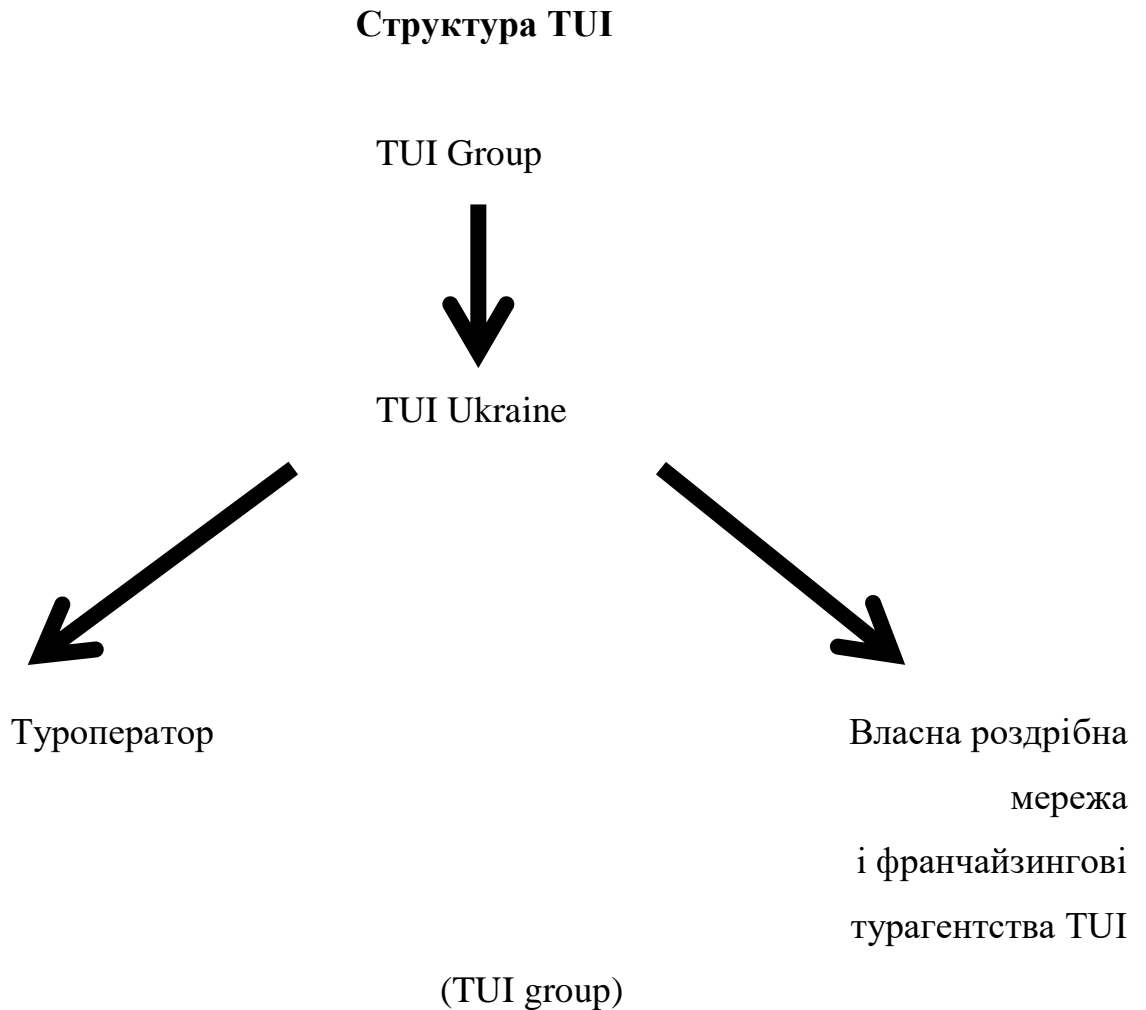 Структура TUI
TUI Group
TUI Ukraine
Туроператор
Власна роздрібна
мережа
і франчайзингові
турагентства TUI
(TUI group)